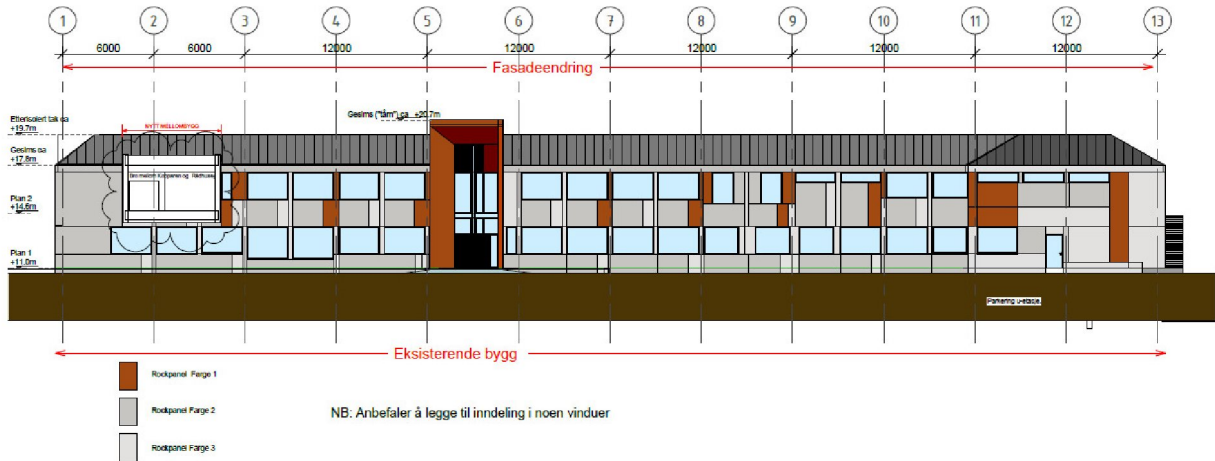 1 2 3 4 5 6 7 8 9 10 11 12 13
6000 6000 12000 12000 12000 12000 12000
Fasadeendring
Etterisolert tak ca
+19.7m
NYTT MELLOMBYGG
Gesims ("tårn") ca +20.7m
Gesims ca
+17.8m
Plan 2
+14.6m
Plan 1
+11.0m
Parkering u-etasje.
Eksisterende bygg
Rockpanel Farge 1
Rockpanel Farge 2
NB: Anbefaler å legge til inndeling i noen vinduer
Rockpanel Farge 3